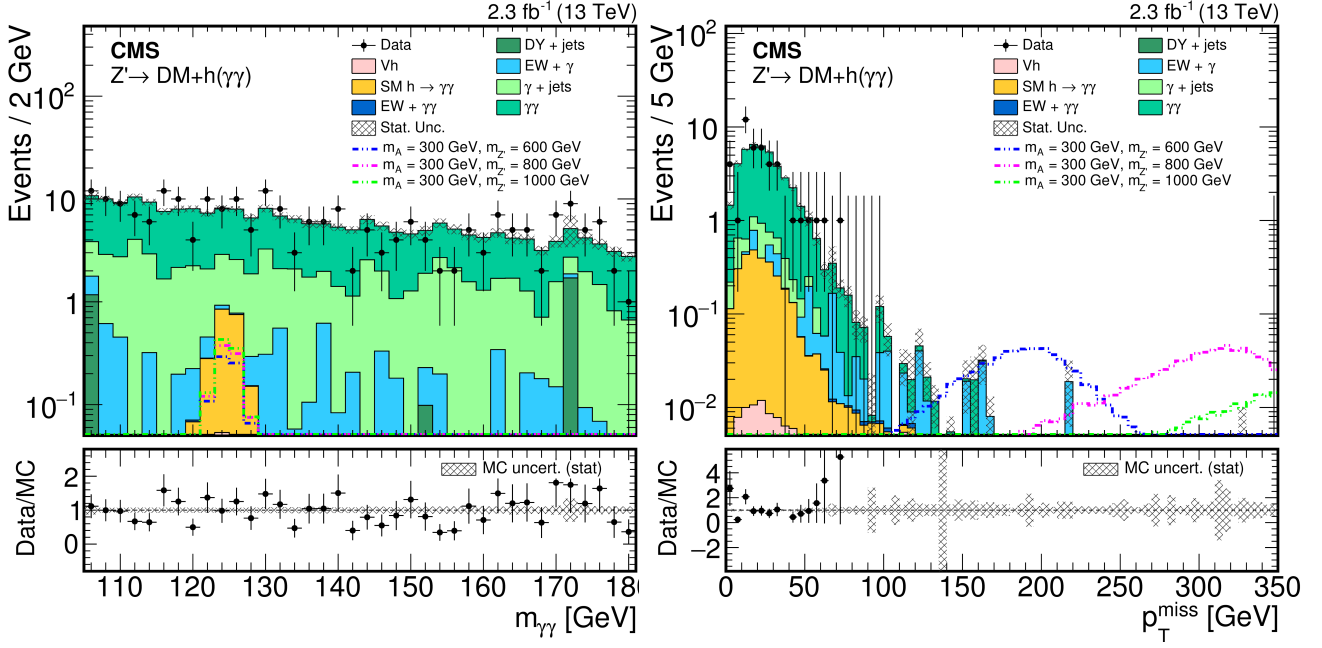 2.3 fb⁻¹ (13 TeV)
CMS
Z'→ DM+h(γγ)
Data
Vh
SM h → γγ
EW + γγ
Stat. Unc.
DY + jets
EW + γ
γ + jets
γγ
m_A = 300 GeV, m_Z' = 600 GeV
m_A = 300 GeV, m_Z' = 800 GeV
m_A = 300 GeV, m_Z' = 1000 GeV
Events / 2 GeV
10²
10
1
10⁻¹
MC uncert. (stat)
Data/MC
2
1
0
110 120 130 140 150 160 170 180
m_γγ [GeV]
2.3 fb⁻¹ (13 TeV)
CMS
Z'→ DM+h(γγ)
Data
Vh
SM h → γγ
EW + γγ
Stat. Unc.
DY + jets
EW + γ
γ + jets
γγ
m_A = 300 GeV, m_Z' = 600 GeV
m_A = 300 GeV, m_Z' = 800 GeV
m_A = 300 GeV, m_Z' = 1000 GeV
Events / 5 GeV
10²
10
1
10⁻¹
10⁻²
MC uncert. (stat)
Data/MC
4
2
0
−2
0 50 100 150 200 250 300 350
p_T^miss [GeV]